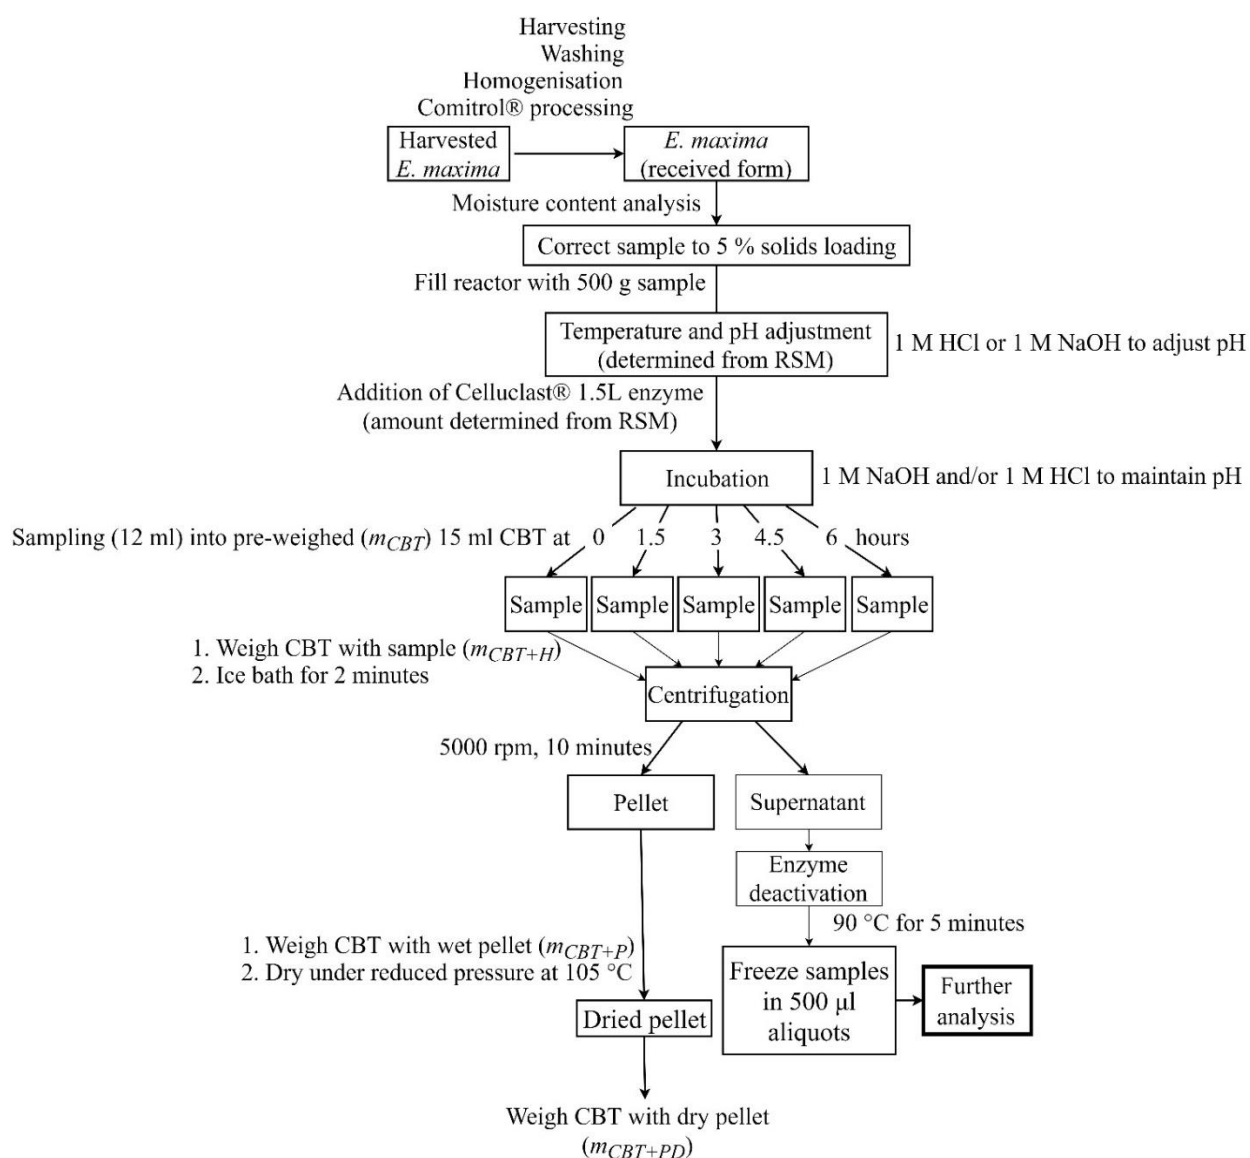 Harvesting
Washing
Homogenisation
Comitrol® processing
Harvested
E. maxima
E. maxima
(received form)
Moisture content analysis
Correct sample to 5 % solids loading
Fill reactor with 500 g sample
Temperature and pH adjustment
(determined from RSM)
1 M HCl or 1 M NaOH to adjust pH
Addition of Celluclast® 1.5L enzyme
(amount determined from RSM)
Incubation
1 M NaOH and/or 1 M HCl to maintain pH
Sampling (12 ml) into pre-weighed (mCBT) 15 ml CBT at 0 1.5 3 4.5 6 hours
Sample Sample Sample Sample Sample
1. Weigh CBT with sample (mCBT+H)
2. Ice bath for 2 minutes
Centrifugation
5000 rpm, 10 minutes
Pellet
Supernatant
Enzyme
deactivation
90 °C for 5 minutes
1. Weigh CBT with wet pellet (mCBT+P)
2. Dry under reduced pressure at 105 °C
Freeze samples
in 500 µl
aliquots
Further
analysis
Dried pellet
Weigh CBT with dry pellet
(mCBT+PD)